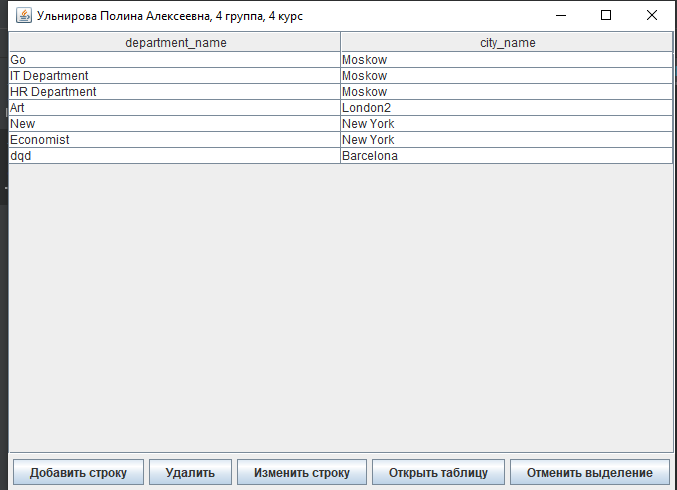 Ульнирова Полина Алексеевна, 4 группа, 4 курс
department_name city_name
Go Moskow
IT Department Moskow
HR Department Moskow
Art London2
New New York
Economist New York
dqd Barcelona
Добавить строку Удалить Изменить строку Открыть таблицу Отменить выделение